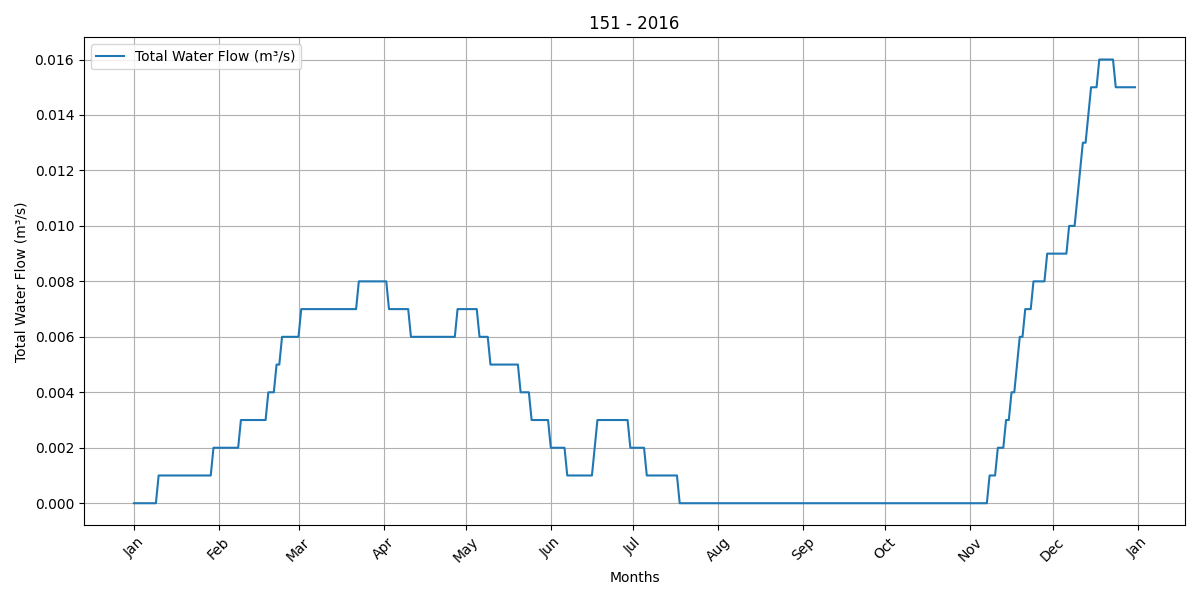 151 - 2016
Total Water Flow (m³/s)
0.016
0.014
0.012
0.010
0.008
0.006
0.004
0.002
0.000
Total Water Flow (m³/s)
Jan
Feb
Mar
Apr
May
Jun
Jul
Aug
Sep
Oct
Nov
Dec
Jan
Months